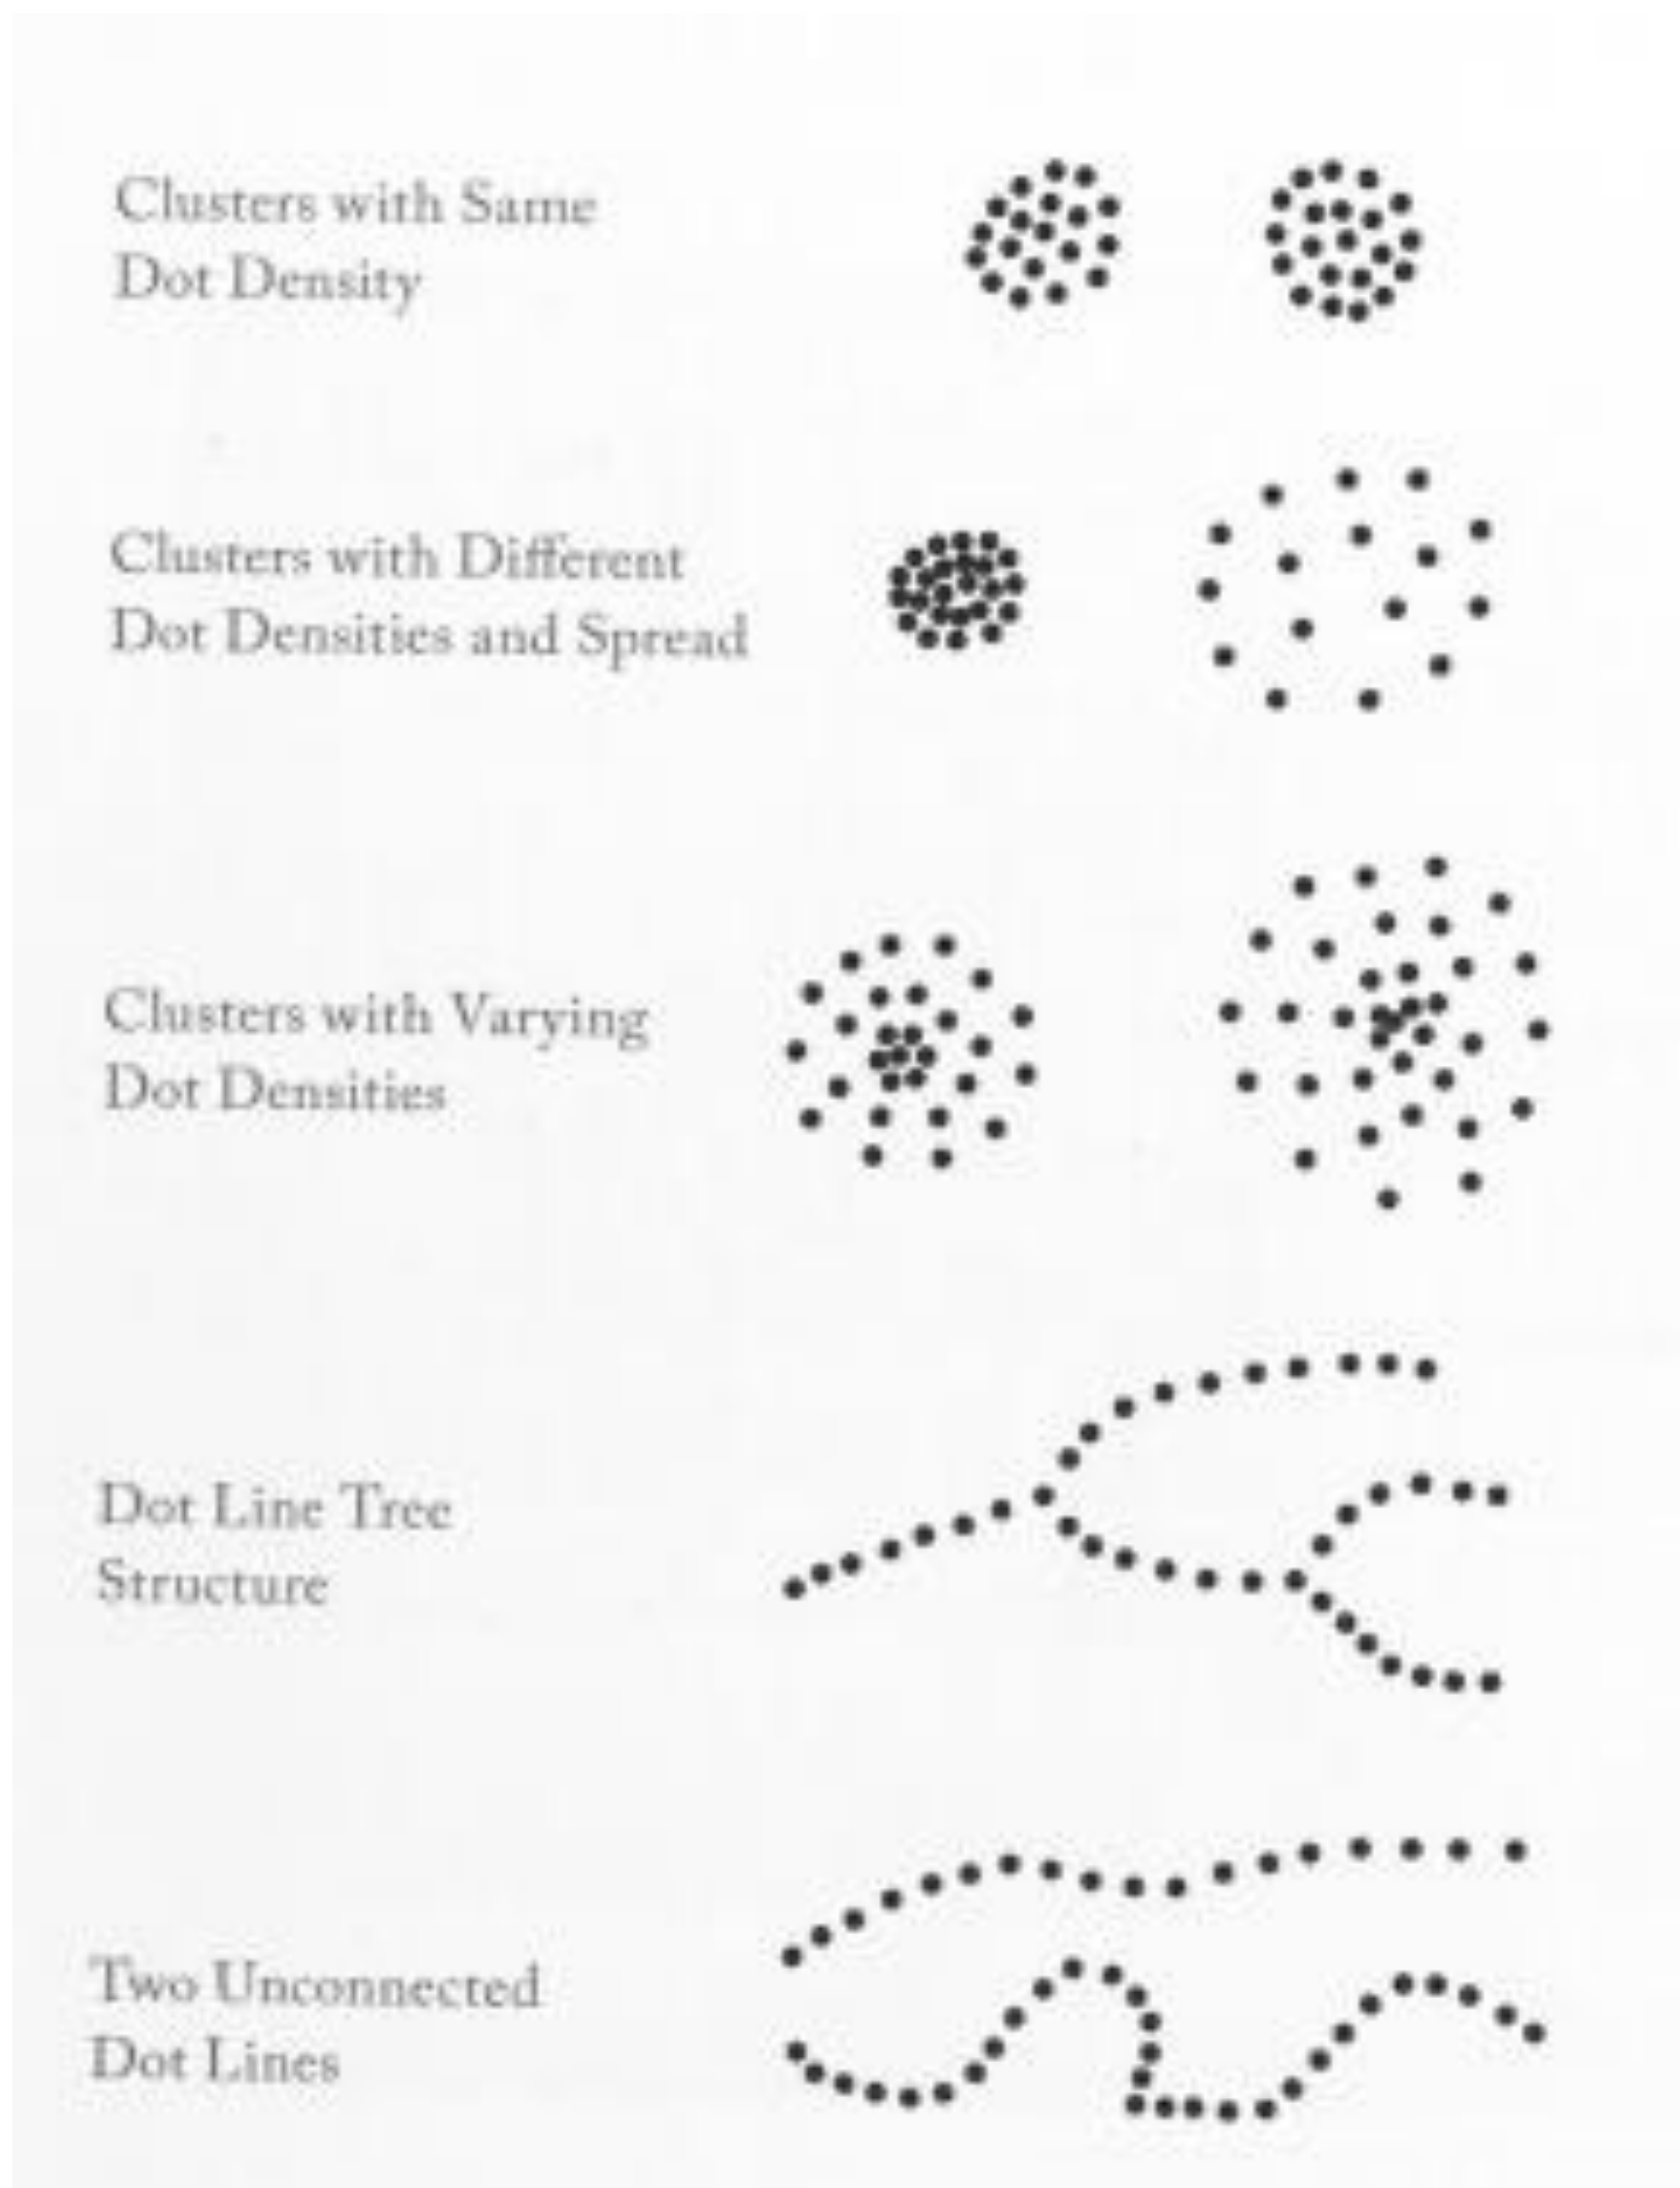 Clusters with Same
Dot Density
Clusters with Different
Dot Densities and Spread
Clusters with Varying
Dot Densities
Dot Line Tree
Structure
Two Unconnected
Dot Lines